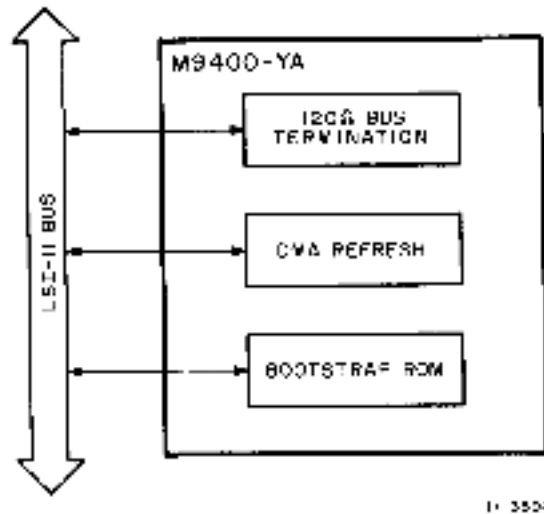 M9400-YA
120Ω BUS
TERMINATION
LSI-11 BUS
DMA REFRESH
BOOTSTRAP ROM